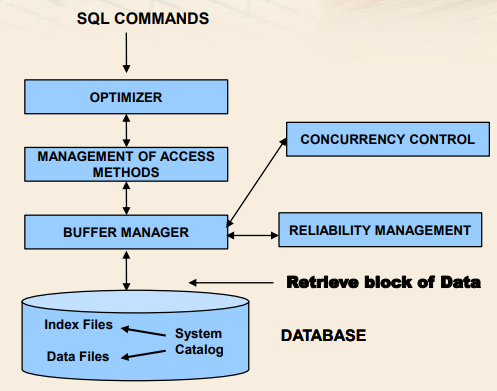 SQL COMMANDS
OPTIMIZER
MANAGEMENT OF ACCESS
METHODS
CONCURRENCY CONTROL
BUFFER MANAGER
RELIABILITY MANAGEMENT
Retrieve block of Data
Index Files
System
Catalog
Data Files
DATABASE